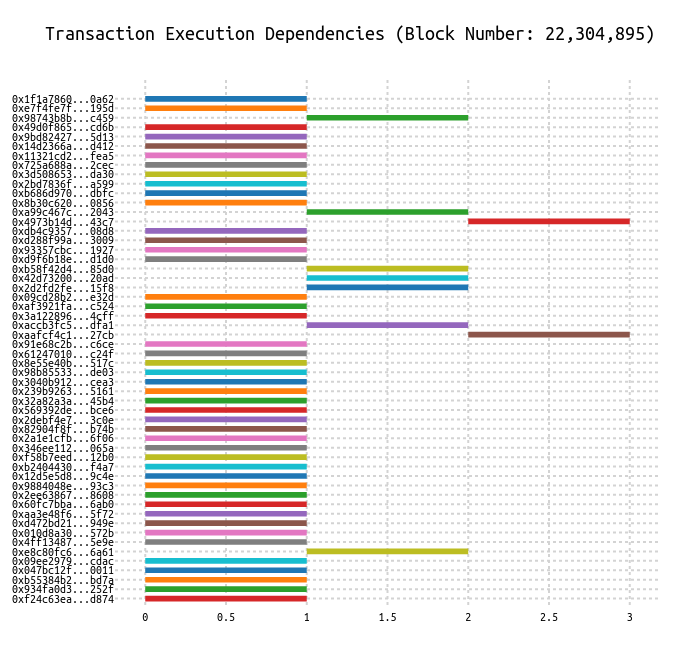 Transaction Execution Dependencies (Block Number: 22,304,895)
0x1f1a7860...0a62
0xe7f4fe7f...195d
0x98743b8b...c459
0x49d0f865...cd6b
0x9bd82427...5d13
0x14d2366a...d412
0x11321cd2...fea5
0x725a688a...2cec
0x3d508653...da30
0x2bd7836f...a599
0xb686d970...dbfc
0x8b30c620...0856
0xa99c467c...2043
0x4973b14d...43c7
0xdb4c9357...08d8
0xd288f99a...3009
0x93357cbc...1927
0xd9f6b18e...d1d0
0xb58f42d4...85d0
0x42d73200...20ad
0x2d2fd2fe...15f8
0x09cd28b2...e32d
0xaf3921fa...c524
0x3a122896...4cff
0xaccb3fc5...dfa1
0xaafcf4c1...27cb
0x91e68c2b...c6ce
0x61247010...c24f
0x8e55e40b...517c
0x98b85533...de03
0x3040b912...cea3
0x239b9263...5161
0x32a82a3a...45b4
0x569392de...bce6
0x2debf4e7...3c0e
0x82904f8f...b74b
0x2a1e1cfb...6f06
0x346ee112...065a
0xf58b7eed...12b0
0xb2404430...f4a7
0x12d5e5d8...9c4e
0x9884048e...93c3
0x2ee63867...8608
0x60fc7bba...6ab0
0xaa3e48f6...5f72
0xd472bd21...949e
0x010d8a30...572b
0x4ff13487...5e9e
0xe8c80fc6...6a61
0x09ee2979...cdac
0x047bc12f...0011
0xb55384b2...bd7a
0x934fa0d3...252f
0xf24c63ea...d874
0 0.5 1 1.5 2 2.5 3